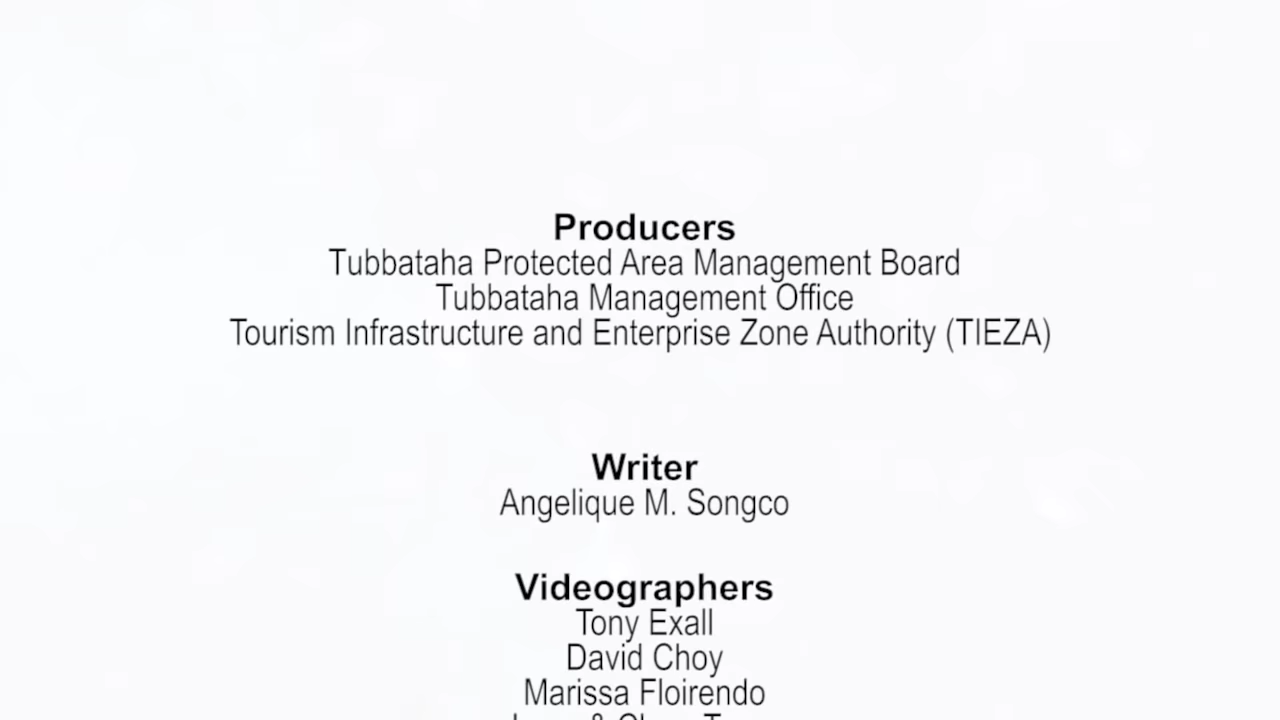 Producers
Tubbataha Protected Area Management Board
Tubbataha Management Office
Tourism Infrastructure and Enterprise Zone Authority (TIEZA)
Writer
Angelique M. Songco
Videographers
Tony Exall
David Choy
Marissa Floirendo